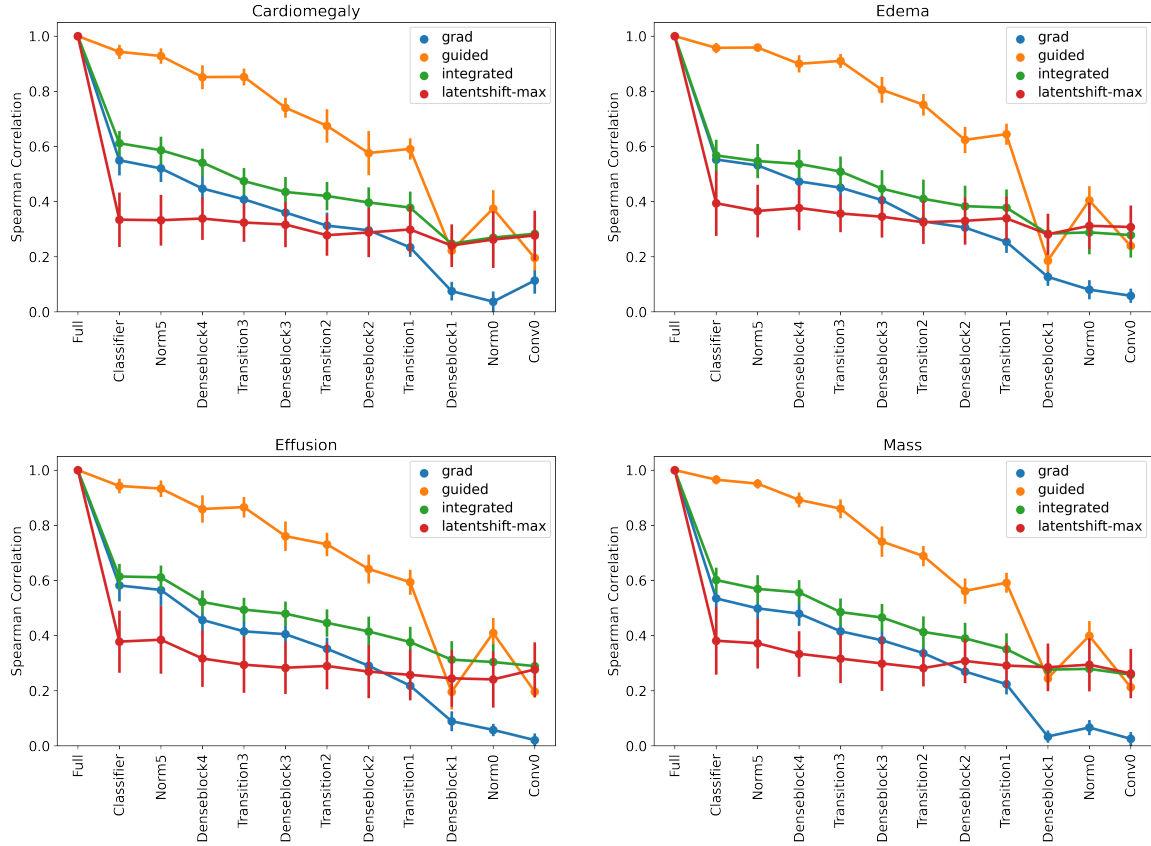 Cardiomegaly
Spearman Correlation
1.0
0.8
0.6
0.4
0.2
0.0
grad
guided
integrated
latentshift-max
Full
Classifier
Norm5
Denseblock4
Transition3
Denseblock3
Transition2
Denseblock2
Transition1
Denseblock1
Norm0
Conv0
Edema
Spearman Correlation
1.0
0.8
0.6
0.4
0.2
0.0
grad
guided
integrated
latentshift-max
Full
Classifier
Norm5
Denseblock4
Transition3
Denseblock3
Transition2
Denseblock2
Transition1
Denseblock1
Norm0
Conv0
Effusion
Spearman Correlation
1.0
0.8
0.6
0.4
0.2
0.0
grad
guided
integrated
latentshift-max
Full
Classifier
Norm5
Denseblock4
Transition3
Denseblock3
Transition2
Denseblock2
Transition1
Denseblock1
Norm0
Conv0
Mass
Spearman Correlation
1.0
0.8
0.6
0.4
0.2
0.0
grad
guided
integrated
latentshift-max
Full
Classifier
Norm5
Denseblock4
Transition3
Denseblock3
Transition2
Denseblock2
Transition1
Denseblock1
Norm0
Conv0